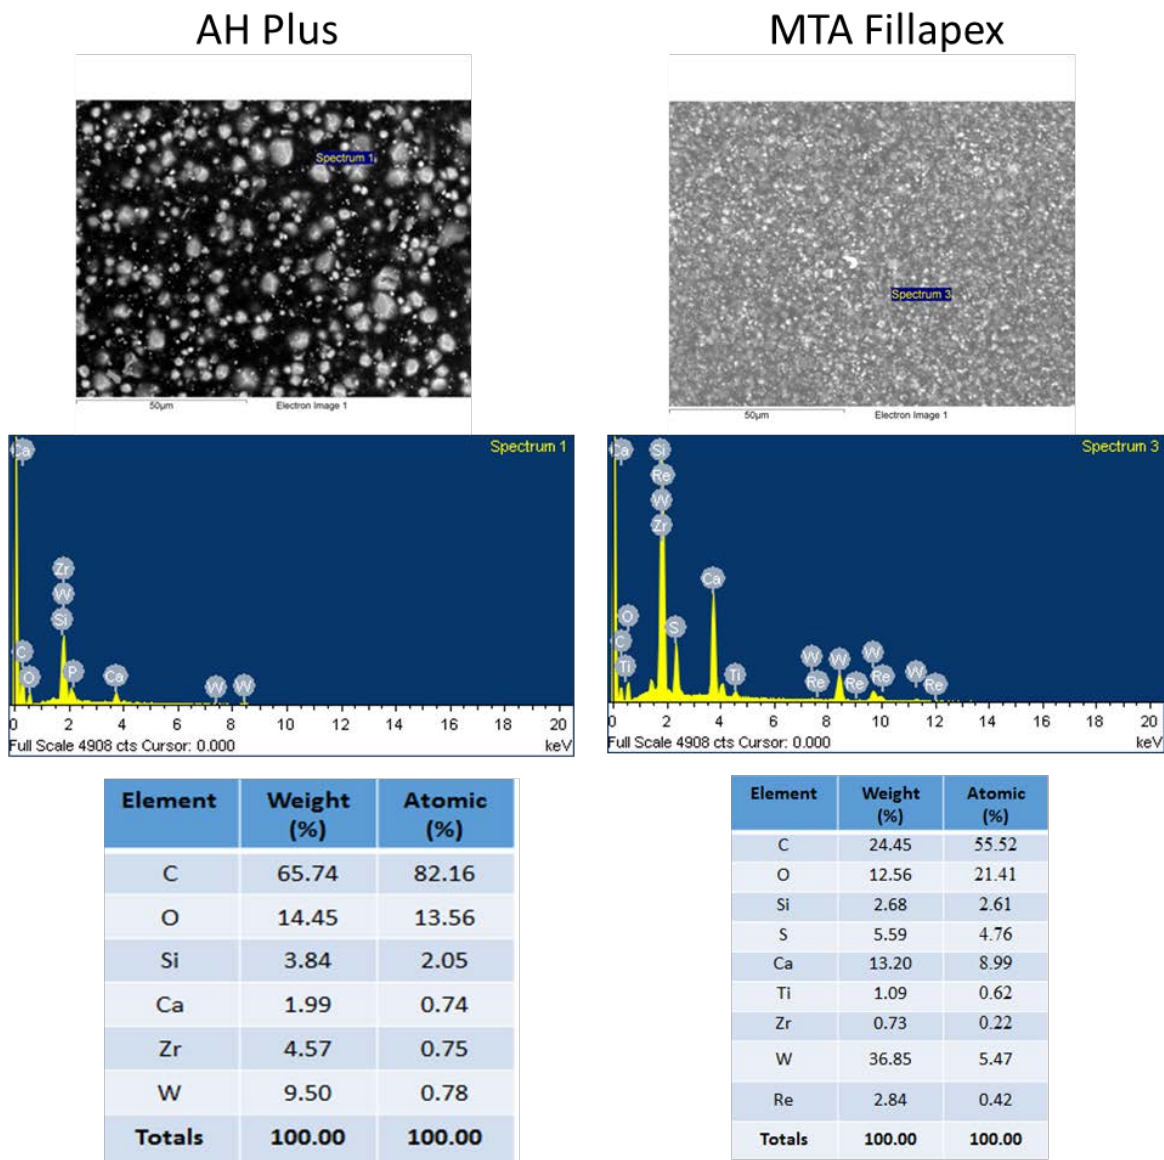 AH Plus
MTA Fillapex
Spectrum 1
50µm
Electron Image 1
Spectrum 3
50µm
Electron Image 1
Spectrum 1
Ca
Zr
W
Si
C
O
P
Ca
W
W
0 2 4 6 8 10 12 14 16 18 20
Full Scale 4908 cts Cursor: 0.000
keV
Spectrum 3
Ca
Si
Re
W
Zr
Ca
O
S
C
Ti
Ti
W
W
W
Re
Re
Re
W
Re
0 2 4 6 8 10 12 14 16 18 20
Full Scale 4908 cts Cursor: 0.000
keV
Element Weight (%) Atomic (%)
C 65.74 82.16
O 14.45 13.56
Si 3.84 2.05
Ca 1.99 0.74
Zr 4.57 0.75
W 9.50 0.78
Totals 100.00 100.00
Element Weight (%) Atomic (%)
C 24.45 55.52
O 12.56 21.41
Si 2.68 2.61
S 5.59 4.76
Ca 13.20 8.99
Ti 1.09 0.62
Zr 0.73 0.22
W 36.85 5.47
Re 2.84 0.42
Totals 100.00 100.00